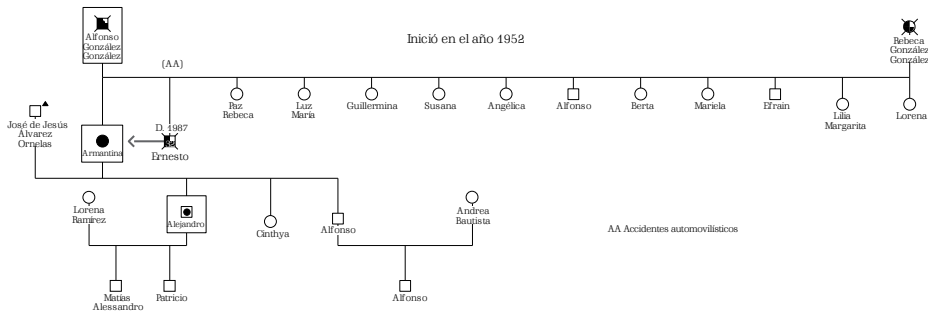 Alfonso
González
González
Inició en el año 1952
Rebeca
González
González
(AA)
Paz
Rebeca
Luz
María
Guillermina
Susana
Angélica
Alfonso
Berta
Mariela
Efrain
Lilia
Margarita
Lorena
José de Jesús
Álvarez
Ornelas
Armantina
D. 1987
Ernesto
Lorena
Ramírez
Alejandro
Cinthya
Alfonso
Andrea
Bautista
AA Accidentes automovilísticos
Matías
Alessandro
Patricio
Alfonso